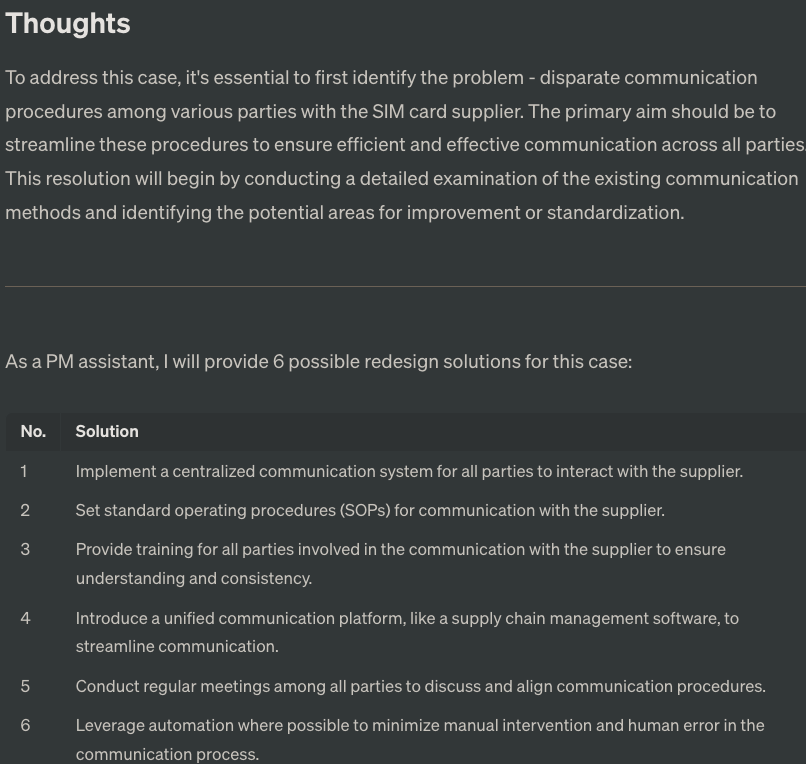 Thoughts
To address this case, it's essential to first identify the problem - disparate communication
procedures among various parties with the SIM card supplier. The primary aim should be to
streamline these procedures to ensure efficient and effective communication across all parties.
This resolution will begin by conducting a detailed examination of the existing communication
methods and identifying the potential areas for improvement or standardization.
As a PM assistant, I will provide 6 possible redesign solutions for this case:
No. Solution
1 Implement a centralized communication system for all parties to interact with the supplier.
2 Set standard operating procedures (SOPs) for communication with the supplier.
3 Provide training for all parties involved in the communication with the supplier to ensure
understanding and consistency.
4 Introduce a unified communication platform, like a supply chain management software, to
streamline communication.
5 Conduct regular meetings among all parties to discuss and align communication procedures.
6 Leverage automation where possible to minimize manual intervention and human error in the
communication process.